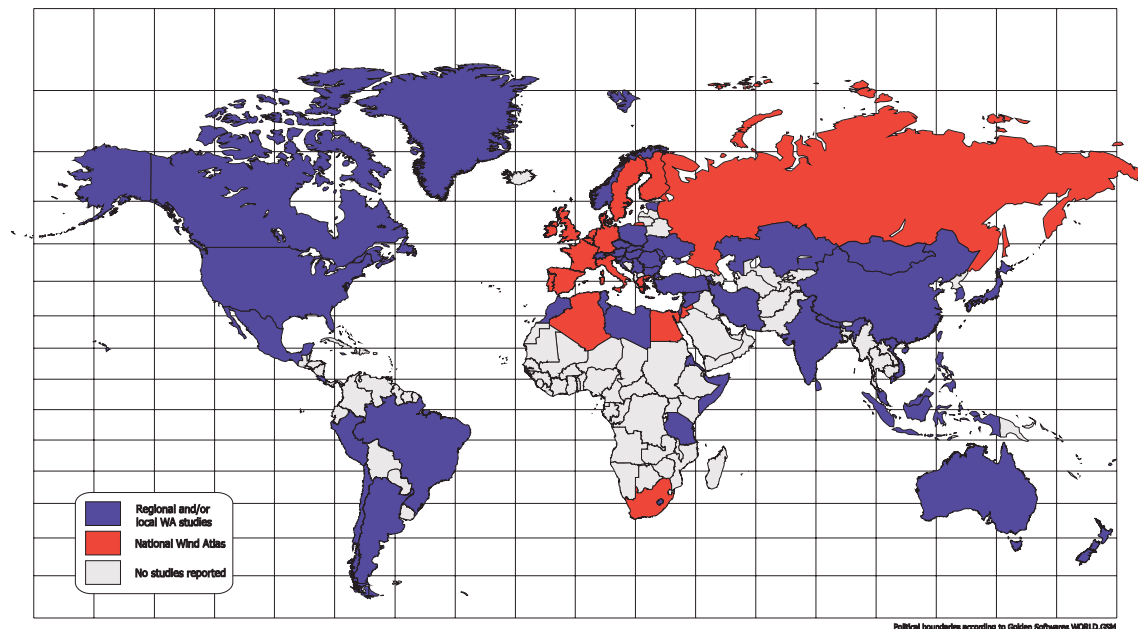 Regional and/or
local WA studies
National Wind Atlas
No studies reported
Political boundaries according to Golden Softwares WORLD.GSM